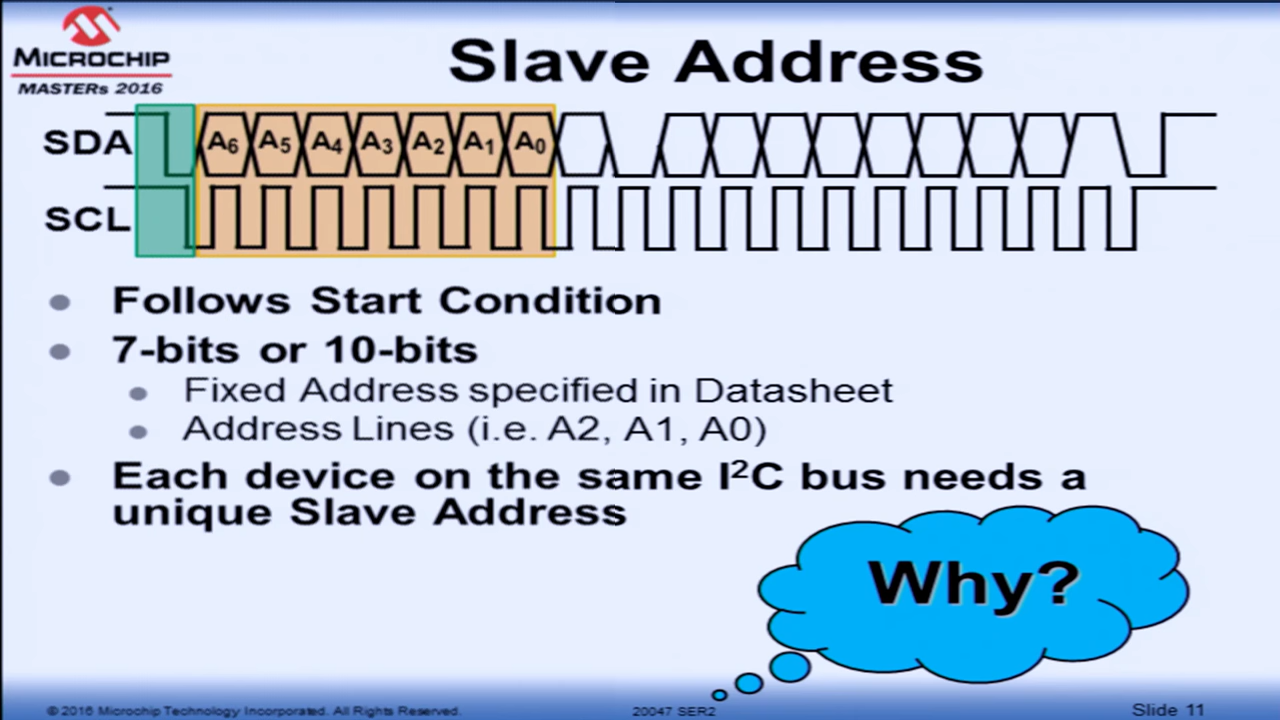 MICROCHIP
MASTERs 2016
Slave Address
SDA A6 A5 A4 A3 A2 A1 A0
SCL
Follows Start Condition
7-bits or 10-bits
Fixed Address specified in Datasheet
Address Lines (i.e. A2, A1, A0)
Each device on the same I²C bus needs a
unique Slave Address
Why?
© 2016 Microchip Technology Incorporated. All Rights Reserved. 20047 SER2 Slide 11